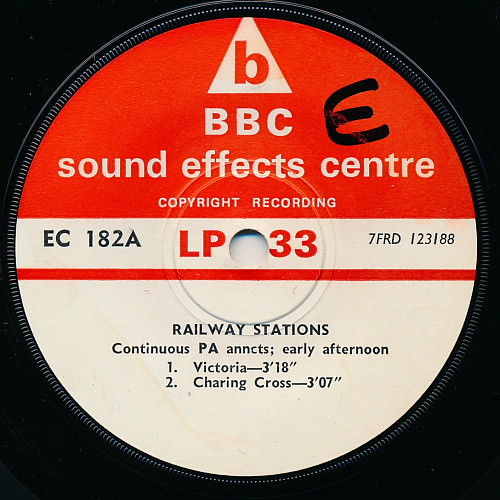 b
E
BBC
sound effects centre
COPYRIGHT RECORDING
EC 182A LP 33 7FRD 123188
RAILWAY STATIONS
Continuous PA anncts; early afternoon
1. Victoria—3'18"
2. Charing Cross—3'07"